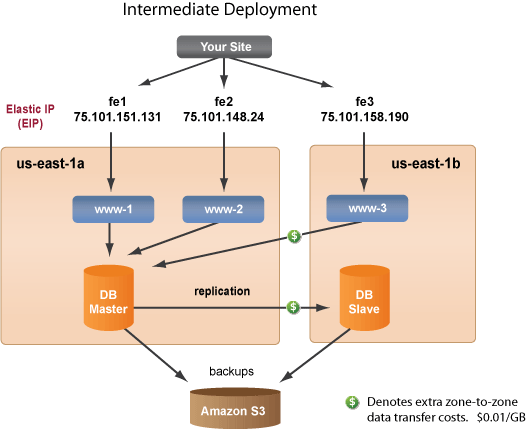 Intermediate Deployment
Your Site
Elastic IP
(EIP)
fe1
75.101.151.131
fe2
75.101.148.24
fe3
75.101.158.190
us-east-1a
us-east-1b
www-1
www-2
www-3
$
DB
Master
replication
$
DB
Slave
backups
Amazon S3
$ Denotes extra zone-to-zone
data transfer costs. $0.01/GB